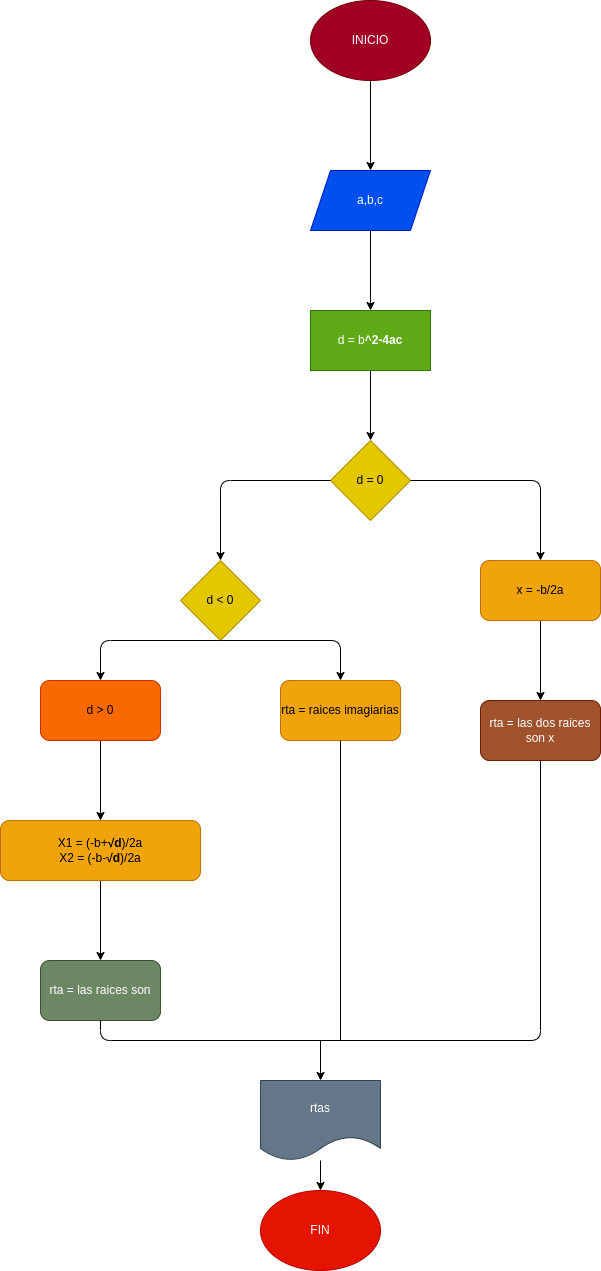 INICIO
a,b,c
d = b^2-4ac
d = 0
d < 0
x = -b/2a
d > 0
rta = raices imagiarias
rta = las dos raices
son x
X1 = (-b+√d)/2a
X2 = (-b-√d)/2a
rta = las raices son
rtas
FIN